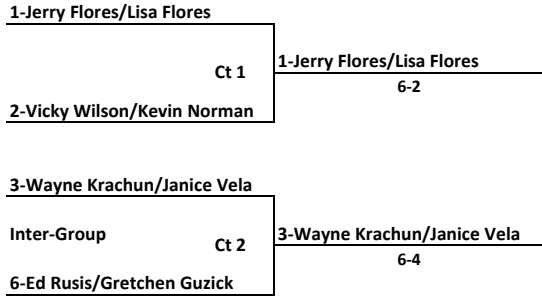 1-Jerry Flores/Lisa Flores
Ct 1
1-Jerry Flores/Lisa Flores
6-2
2-Vicky Wilson/Kevin Norman
3-Wayne Krachun/Janice Vela
Inter-Group
Ct 2
3-Wayne Krachun/Janice Vela
6-4
6-Ed Rusis/Gretchen Guzick